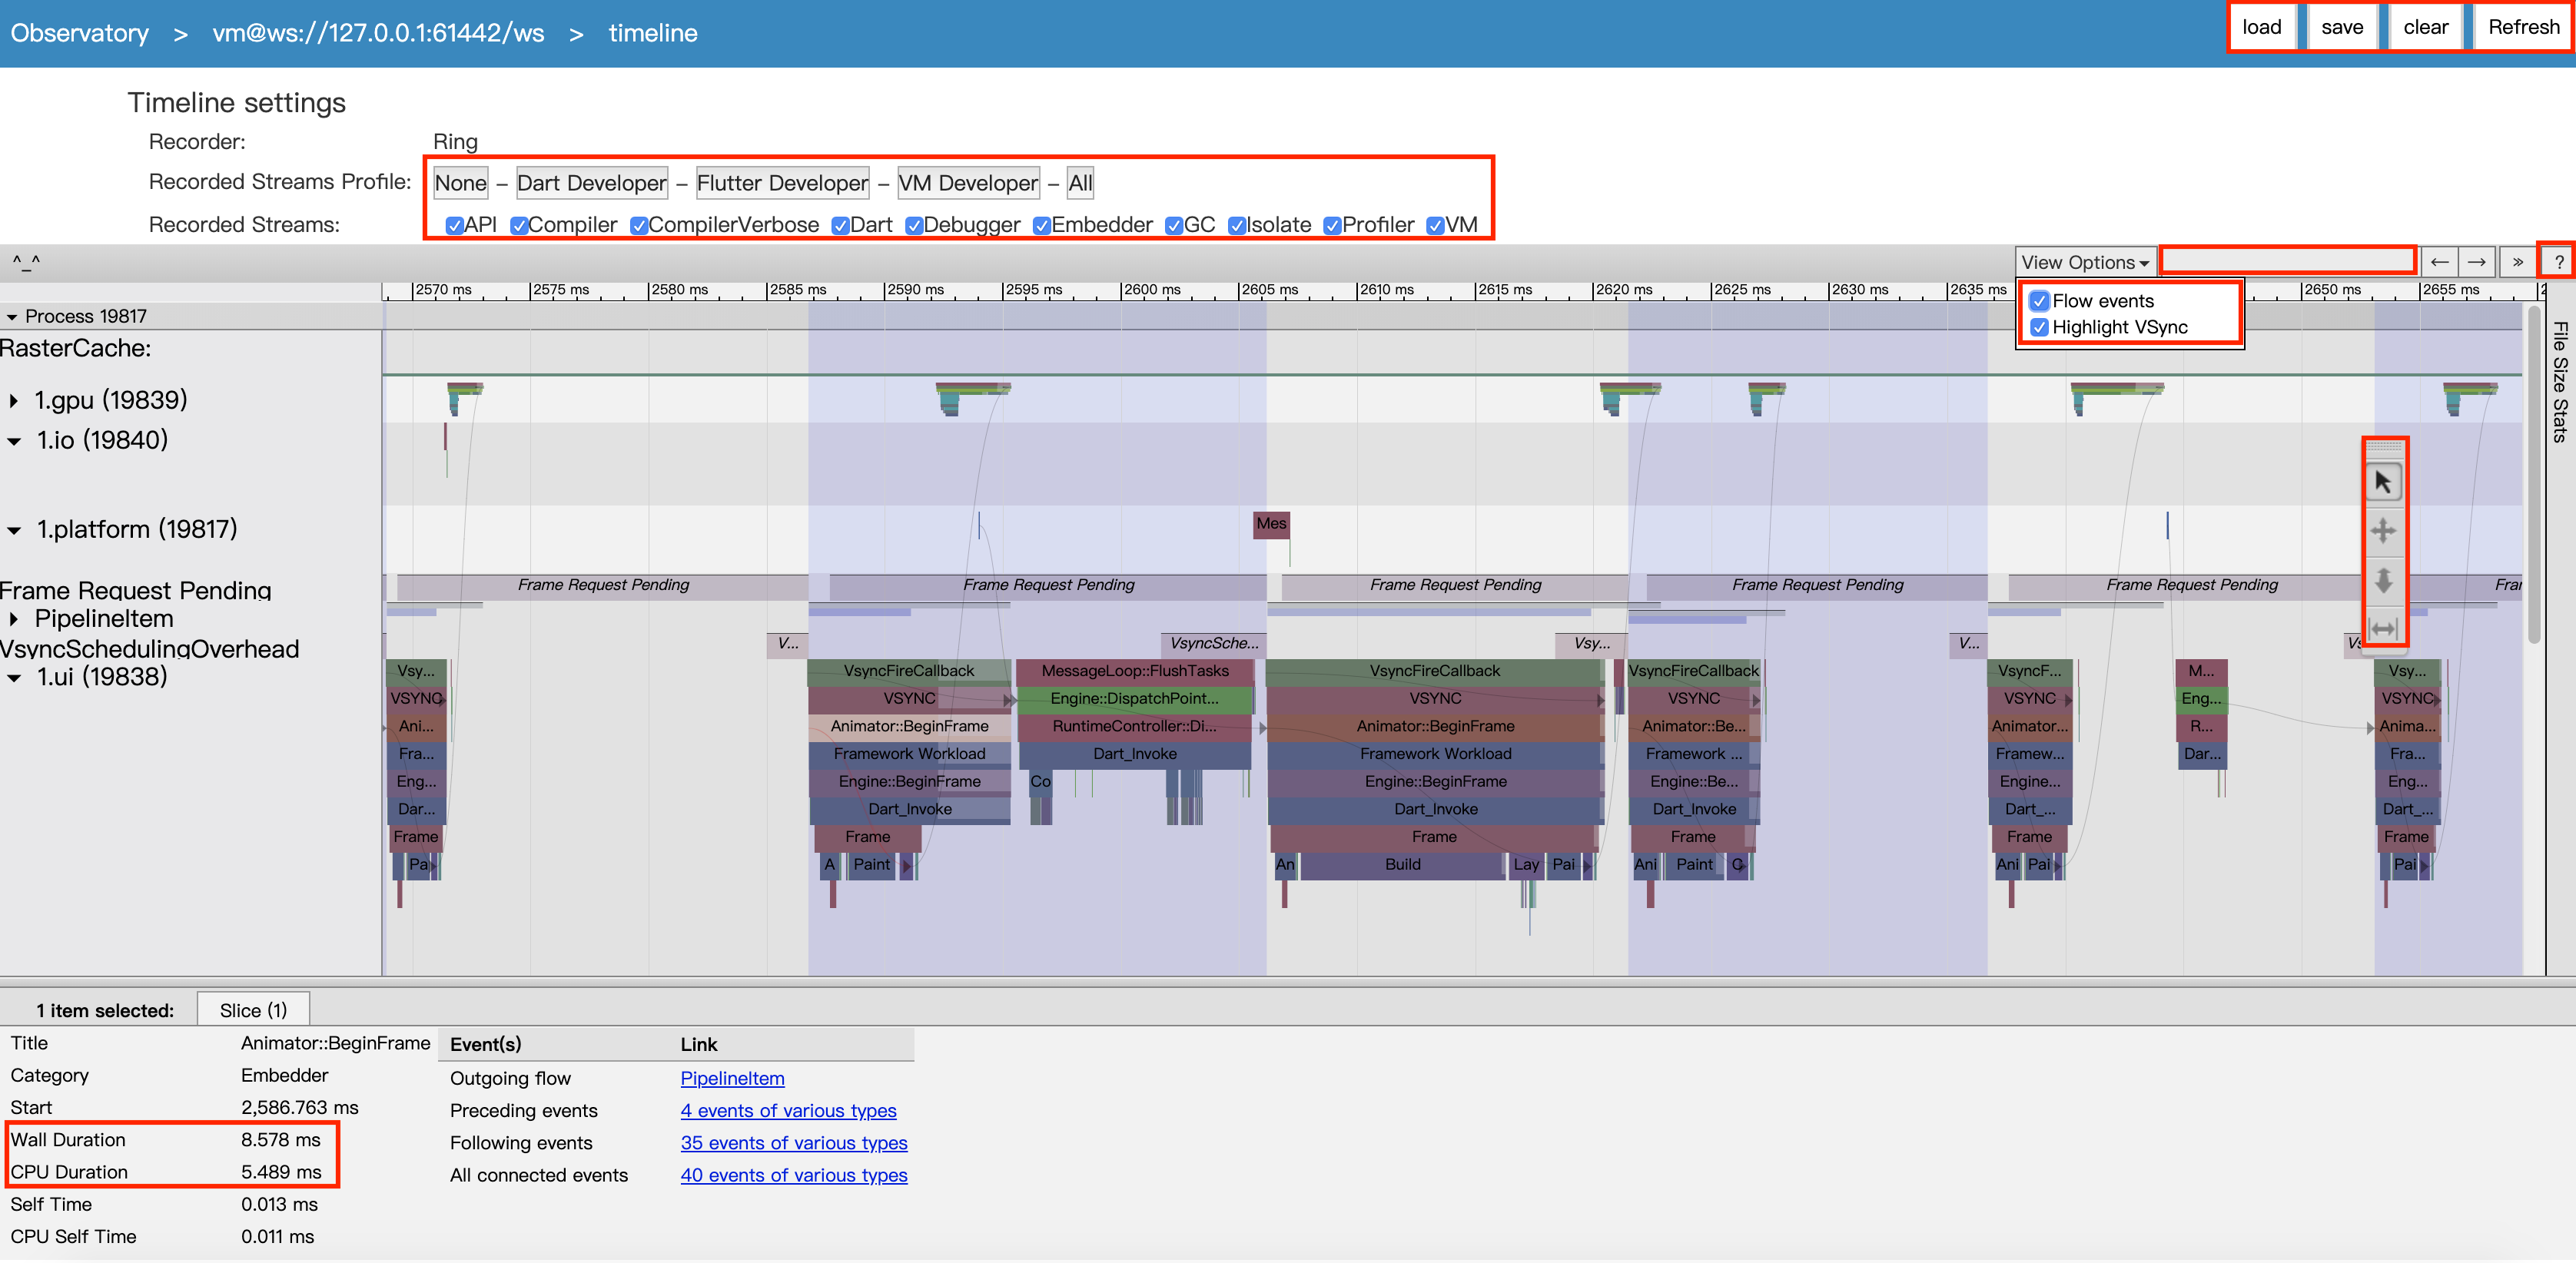 Observatory > vm@ws://127.0.0.1:61442/ws > timeline load save clear Refresh
Timeline settings
Recorder: Ring
Recorded Streams Profile: None – Dart Developer – Flutter Developer – VM Developer – All
Recorded Streams: API Compiler CompilerVerbose Dart Debugger Embedder GC Isolate Profiler VM
^_^ View Options ← → » ?
2570 ms 2575 ms 2580 ms 2585 ms 2590 ms 2595 ms 2600 ms 2605 ms 2610 ms 2615 ms 2620 ms 2625 ms 2630 ms 2635 ms 2650 ms 2655 ms
Flow events
Highlight VSync
File Size Stats
Process 19817
RasterCache:
1.gpu (19839)
1.io (19840)
1.platform (19817) Mes
Frame Request Pending Frame Request Pending Frame Request Pending Frame Request Pending Frame Request Pending Frame Request Pending Frar
PipelineItem
VsyncSchedulingOverhead V... VsyncSche... Vsy... V... Vs
1.ui (19838)
Vsy... VsyncFireCallback MessageLoop::FlushTasks VsyncFireCallback VsyncFireCallback VsyncF... M... Vsy...
VSYNC VSYNC Engine::DispatchPoint... VSYNC VSYNC VSYNC Eng... VSYNC
Ani... Animator::BeginFrame RuntimeController::Di... Animator::BeginFrame Animator::Be... Animator... R... Anima...
Fra... Framework Workload Dart_Invoke Framework Workload Framework ... Framew... Dar... Fra...
Eng... Engine::BeginFrame Co Engine::BeginFrame Engine::Be... Engine... Eng...
Dar... Dart_Invoke Dart_Invoke Dart_Invoke Dart_... Dart_...
Frame Frame Frame Frame Frame Frame
Pa A Paint An Build Lay Pai Ani Paint C Ani Pai Pai
1 item selected: Slice (1)
Title Animator::BeginFrame
Category Embedder
Start 2,586.763 ms
Wall Duration 8.578 ms
CPU Duration 5.489 ms
Self Time 0.013 ms
CPU Self Time 0.011 ms
Event(s) Link
Outgoing flow PipelineItem
Preceding events 4 events of various types
Following events 35 events of various types
All connected events 40 events of various types